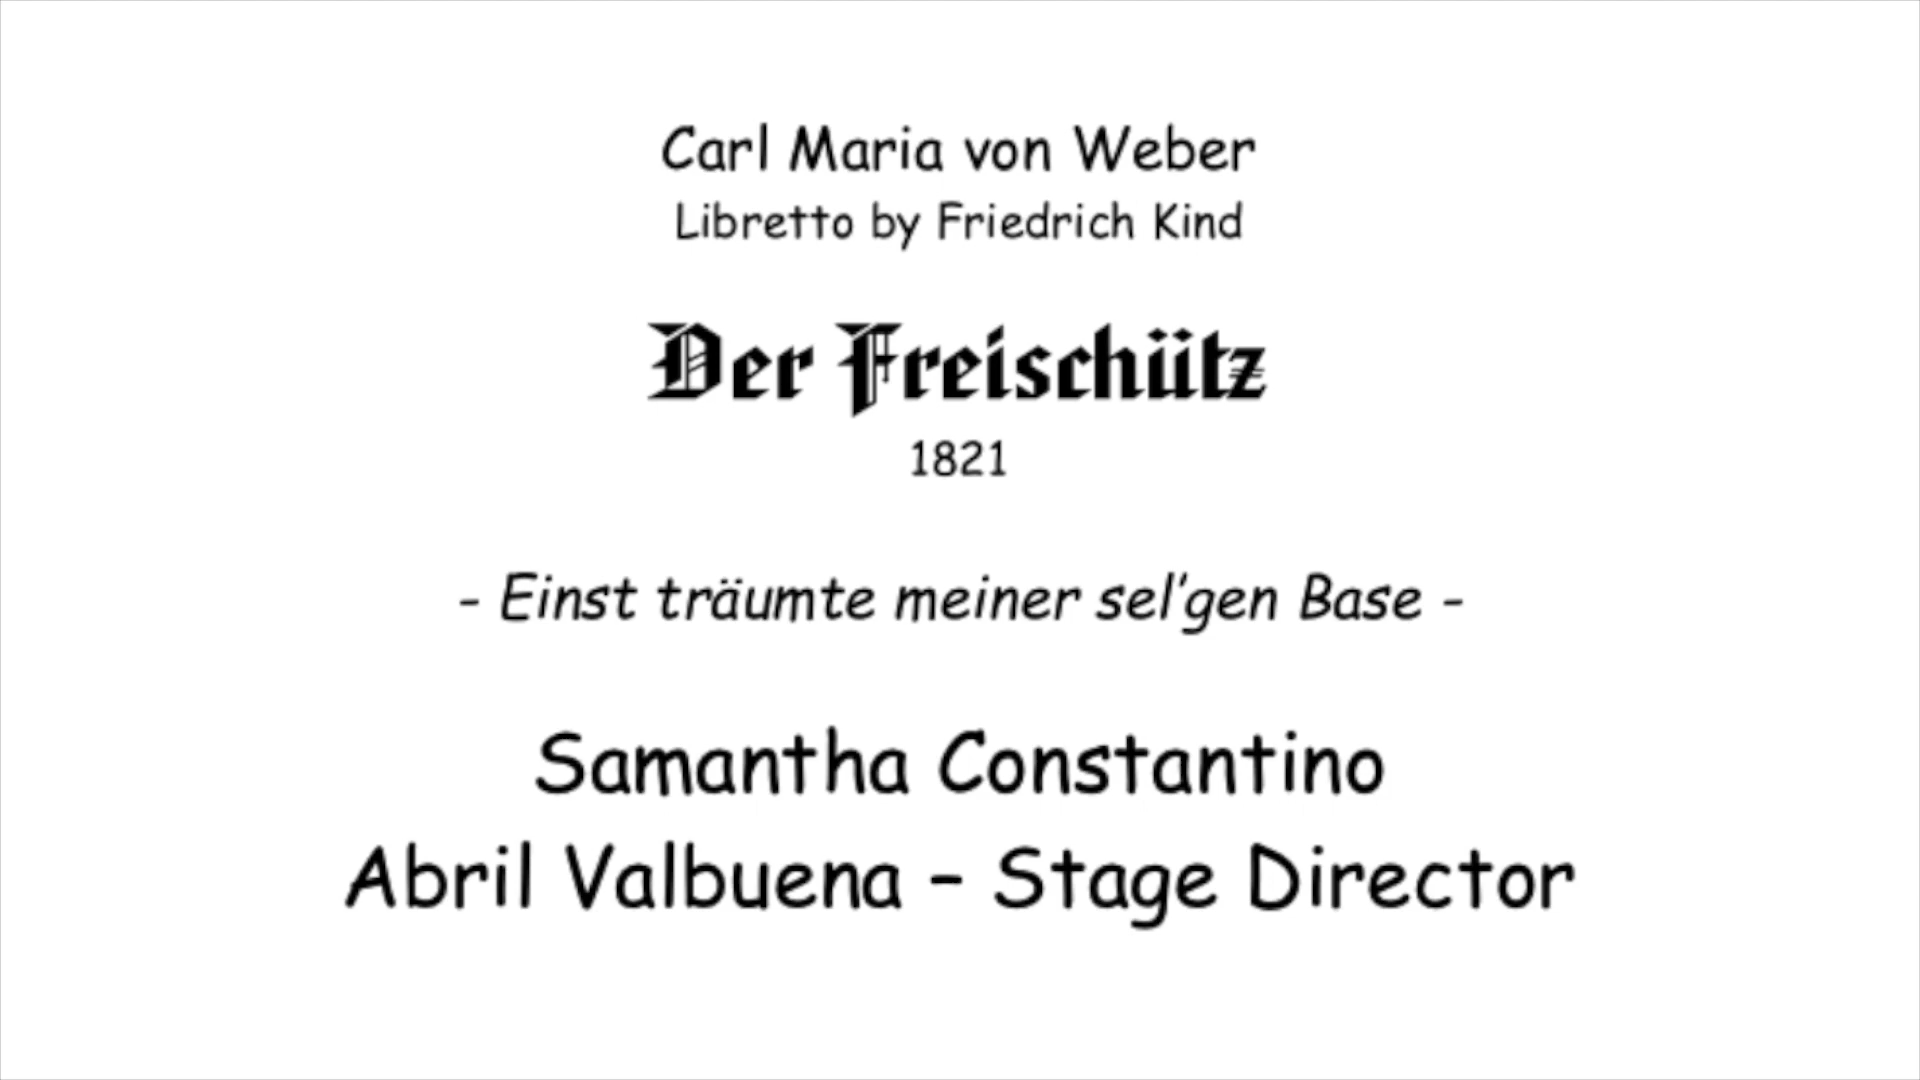 Carl Maria von Weber
Libretto by Friedrich Kind
Der Freischütz
1821
- Einst träumte meiner sel’gen Base -
Samantha Constantino
Abril Valbuena – Stage Director